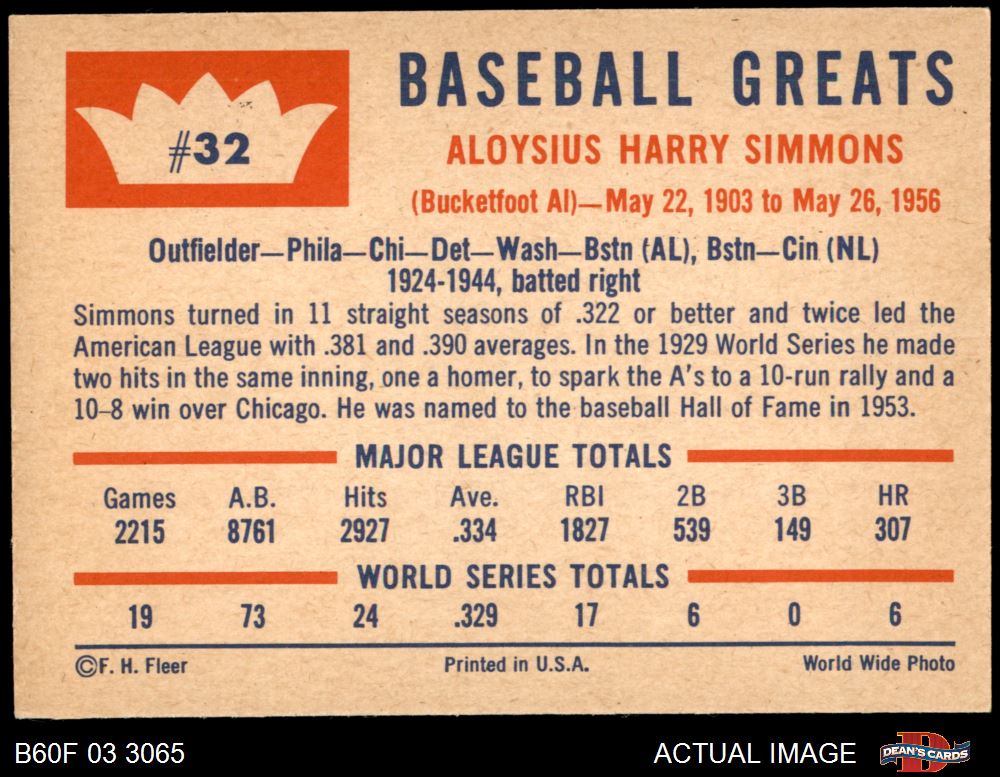 #32
BASEBALL GREATS
ALOYSIUS HARRY SIMMONS
(Bucketfoot Al)—May 22, 1903 to May 26, 1956
Outfielder—Phila—Chi—Det—Wash—Bstn (AL), Bstn—Cin (NL)
1924-1944, batted right
Simmons turned in 11 straight seasons of .322 or better and twice led the
American League with .381 and .390 averages. In the 1929 World Series he made
two hits in the same inning, one a homer, to spark the A's to a 10-run rally and a
10-8 win over Chicago. He was named to the baseball Hall of Fame in 1953.
MAJOR LEAGUE TOTALS
Games A.B. Hits Ave. RBI 2B 3B HR
2215 8761 2927 .334 1827 539 149 307
WORLD SERIES TOTALS
19 73 24 .329 17 6 0 6
©F. H. Fleer Printed in U.S.A. World Wide Photo
B60F 03 3065 ACTUAL IMAGE DEAN'S CARDS